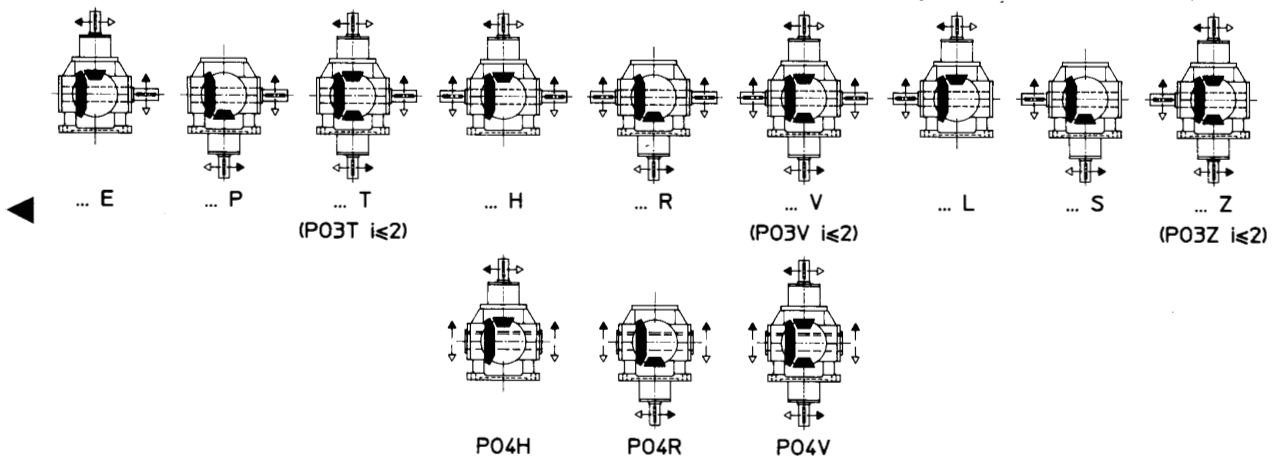 ... E ... P ... T ... H ... R ... V ... L ... S ... Z
(P03T i≤2) (P03V i≤2) (P03Z i≤2)
P04H P04R P04V